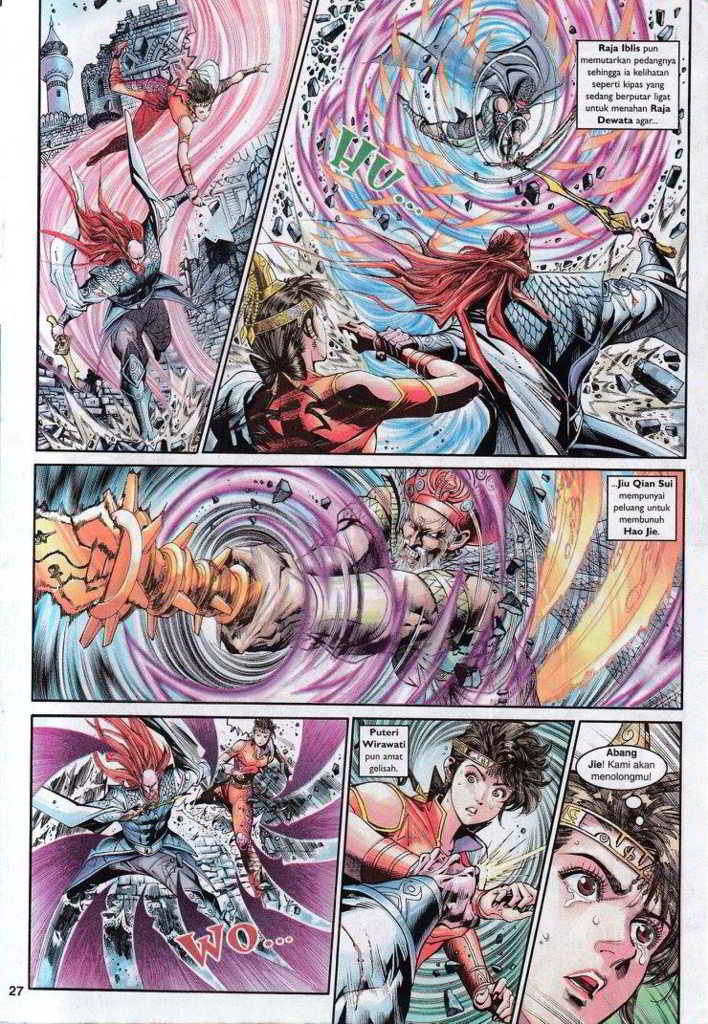 Raja Iblis pun
memutarkan pedangnya
sehingga ia kelihatan
seperti kipas yang
sedang berputar ligat
untuk menahan Raja
Dewata agar...
HU...
...Jiu Qian Sui
mempunyai
peluang untuk
membunuh
Hao Jie.
WO...
Puteri
Wirawati
pun amat
gelisah.
Abang
Jie! Kami akan
menolongmu!
27